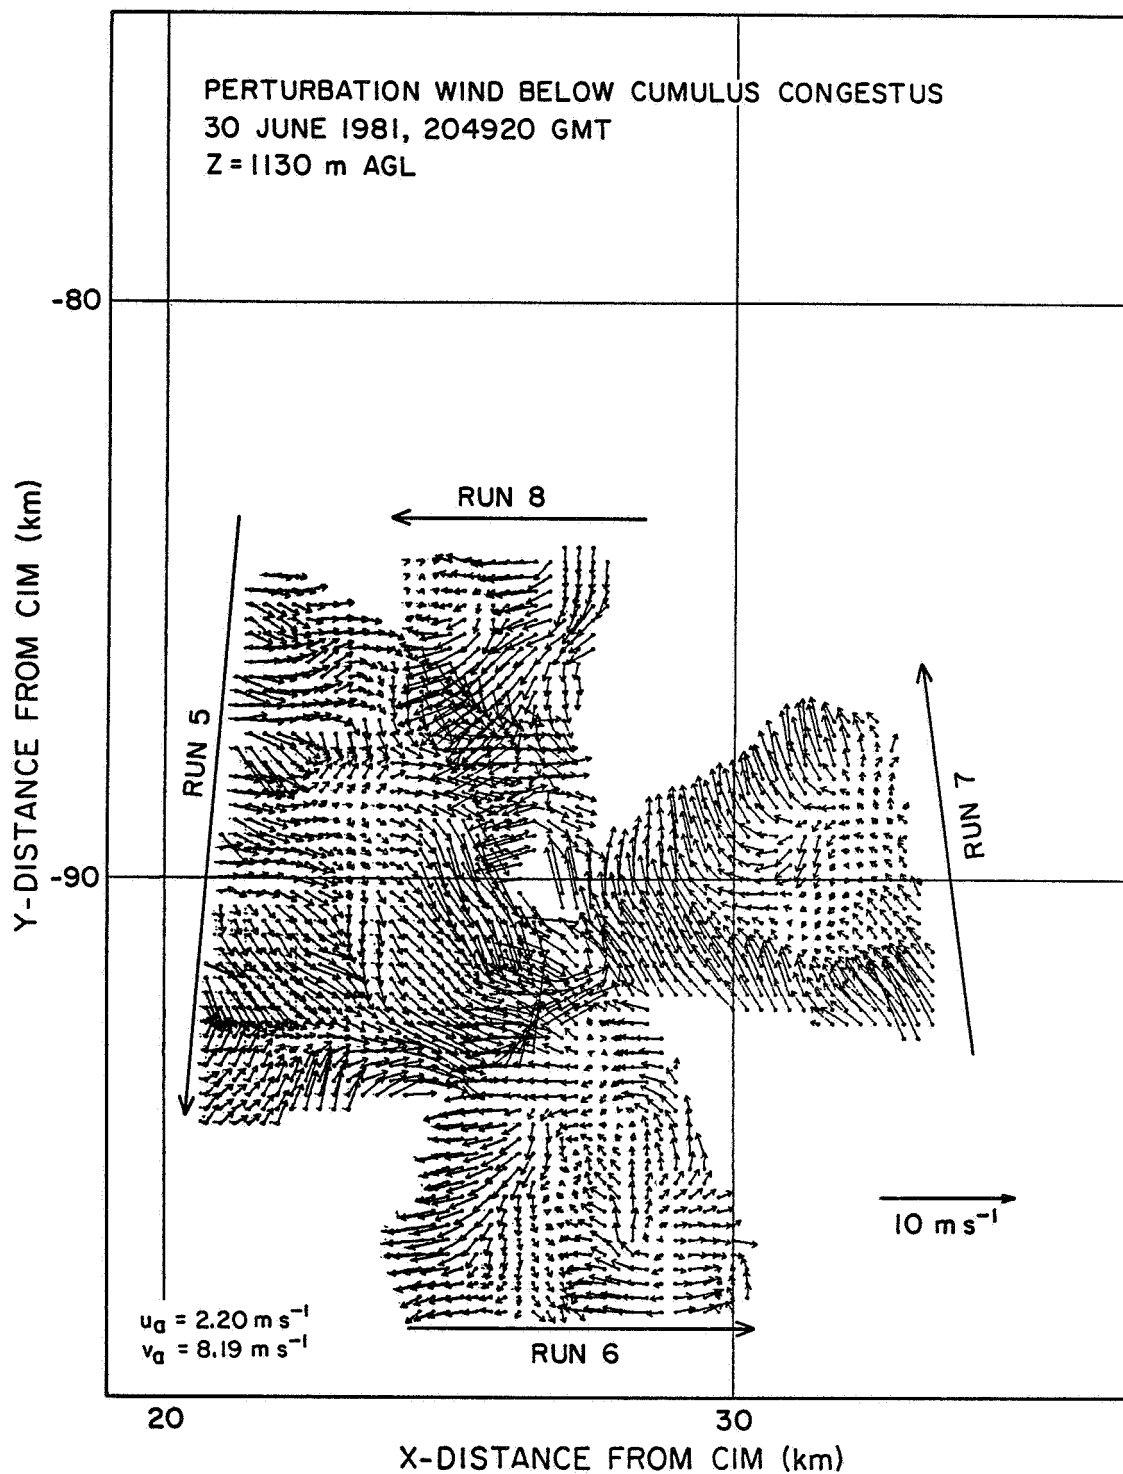 PERTURBATION WIND BELOW CUMULUS CONGESTUS
30 JUNE 1981, 204920 GMT
Z = 1130 m AGL
-80
RUN 8
RUN 5
RUN 7
-90
Y-DISTANCE FROM CIM (km)
10 m s⁻¹
uₐ = 2.20 m s⁻¹
vₐ = 8.19 m s⁻¹
RUN 6
20
30
X-DISTANCE FROM CIM (km)